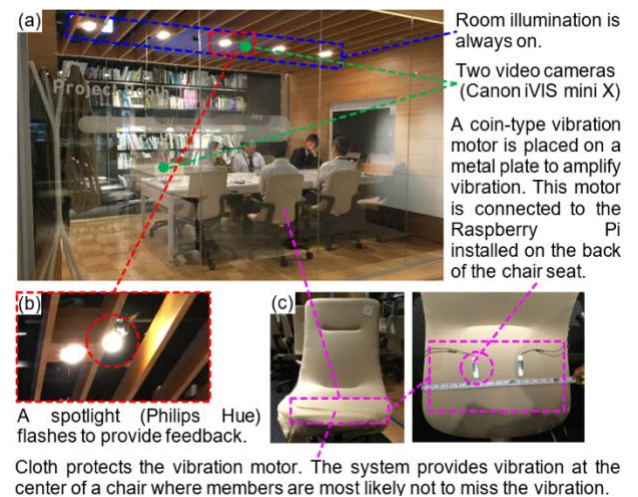 (a)
Room illumination is
always on.
Two video cameras
(Canon iVIS mini X)
Project Booth
A coin-type vibration
motor is placed on a
metal plate to amplify
vibration. This motor
is connected to the
Raspberry Pi
installed on the back
of the chair seat.
(b)
(c)
A spotlight (Philips Hue)
flashes to provide feedback.
Cloth protects the vibration motor. The system provides vibration at the
center of a chair where members are most likely not to miss the vibration.